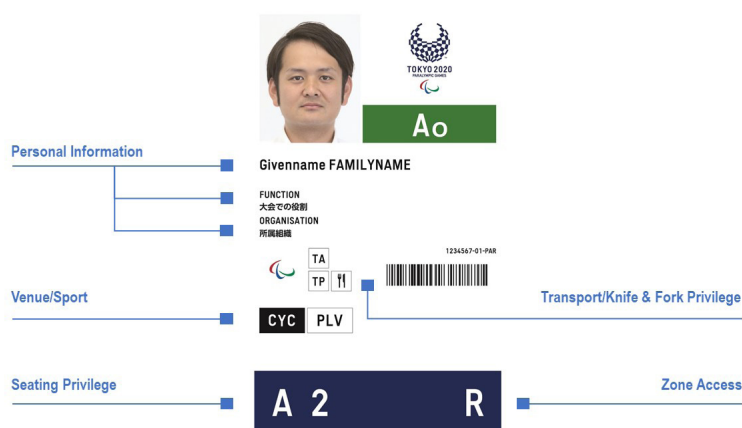 TOKYO 2020
PARALYMPIC GAMES
Ao
Personal Information
Givenname FAMILYNAME
FUNCTION
大会での役割
ORGANISATION
所属組織
1234567-01-PAR
TA
TP
Venue/Sport
Transport/Knife & Fork Privilege
CYC PLV
Seating Privilege
Zone Access
A 2 R